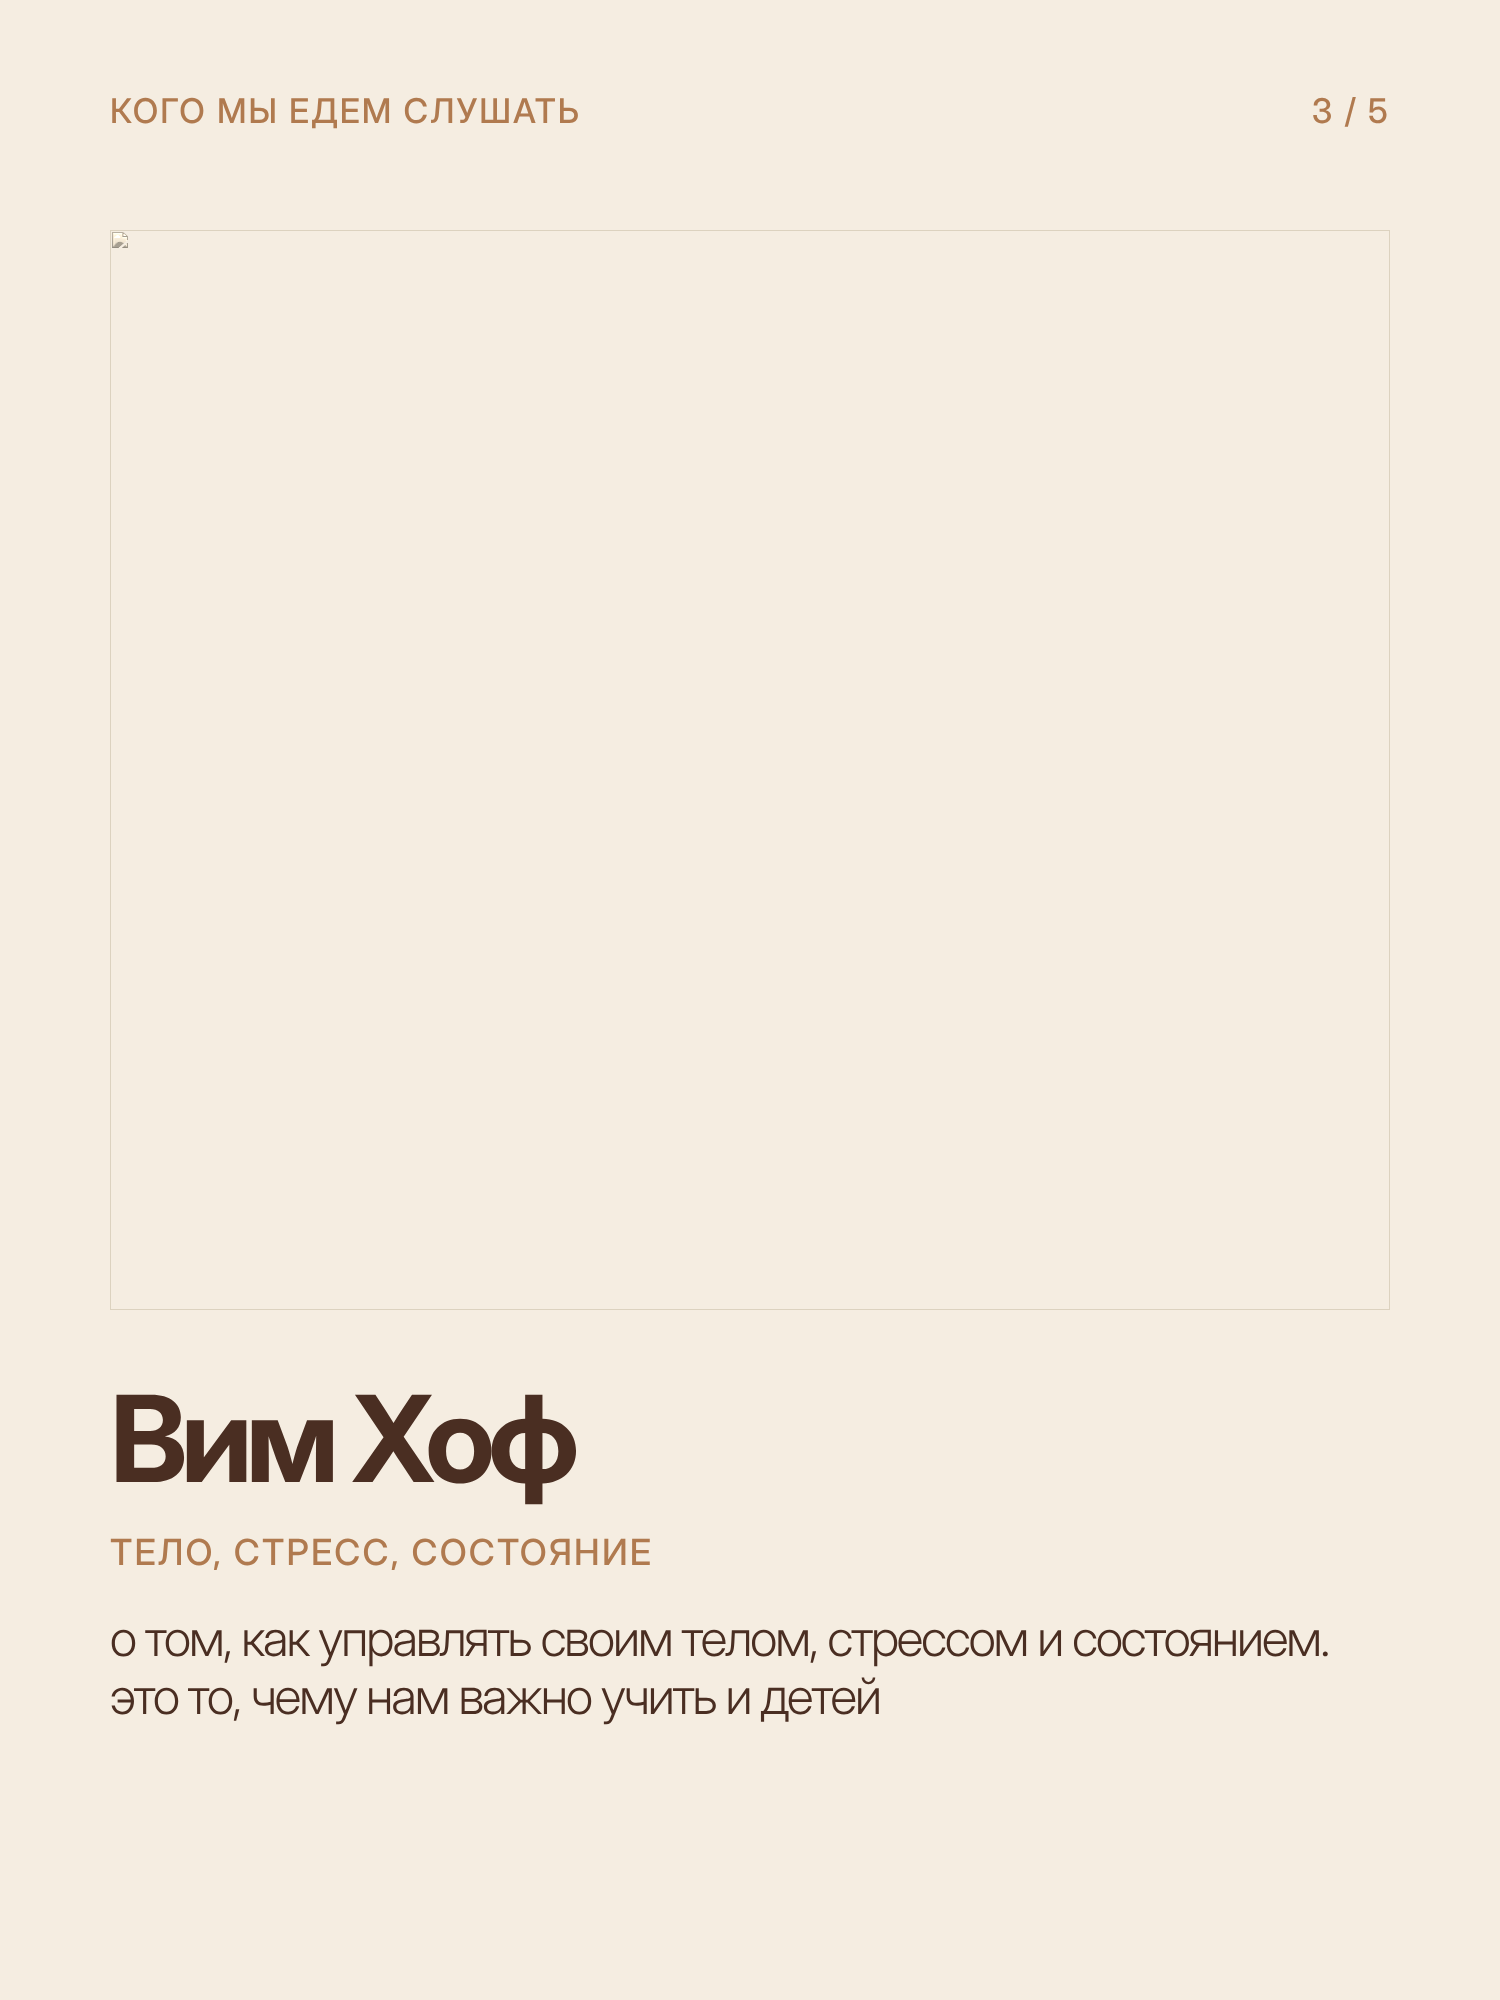 КОГО МЫ ЕДЕМ СЛУШАТЬ
3 / 5
Вим Хоф
ТЕЛО, СТРЕСС, СОСТОЯНИЕ
о том, как управлять своим телом, стрессом и состоянием.
это то, чему нам важно учить и детей